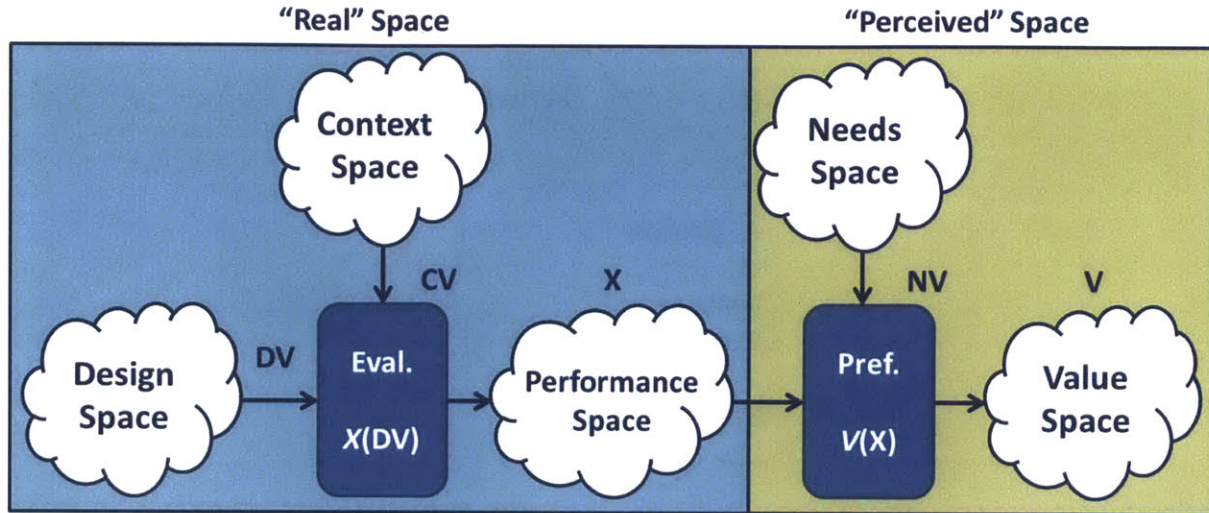 “Real” Space
“Perceived” Space
Context
Space
Needs
Space
CV
X
NV
V
DV
Design
Space
Eval.
X(DV)
Performance
Space
Pref.
V(X)
Value
Space